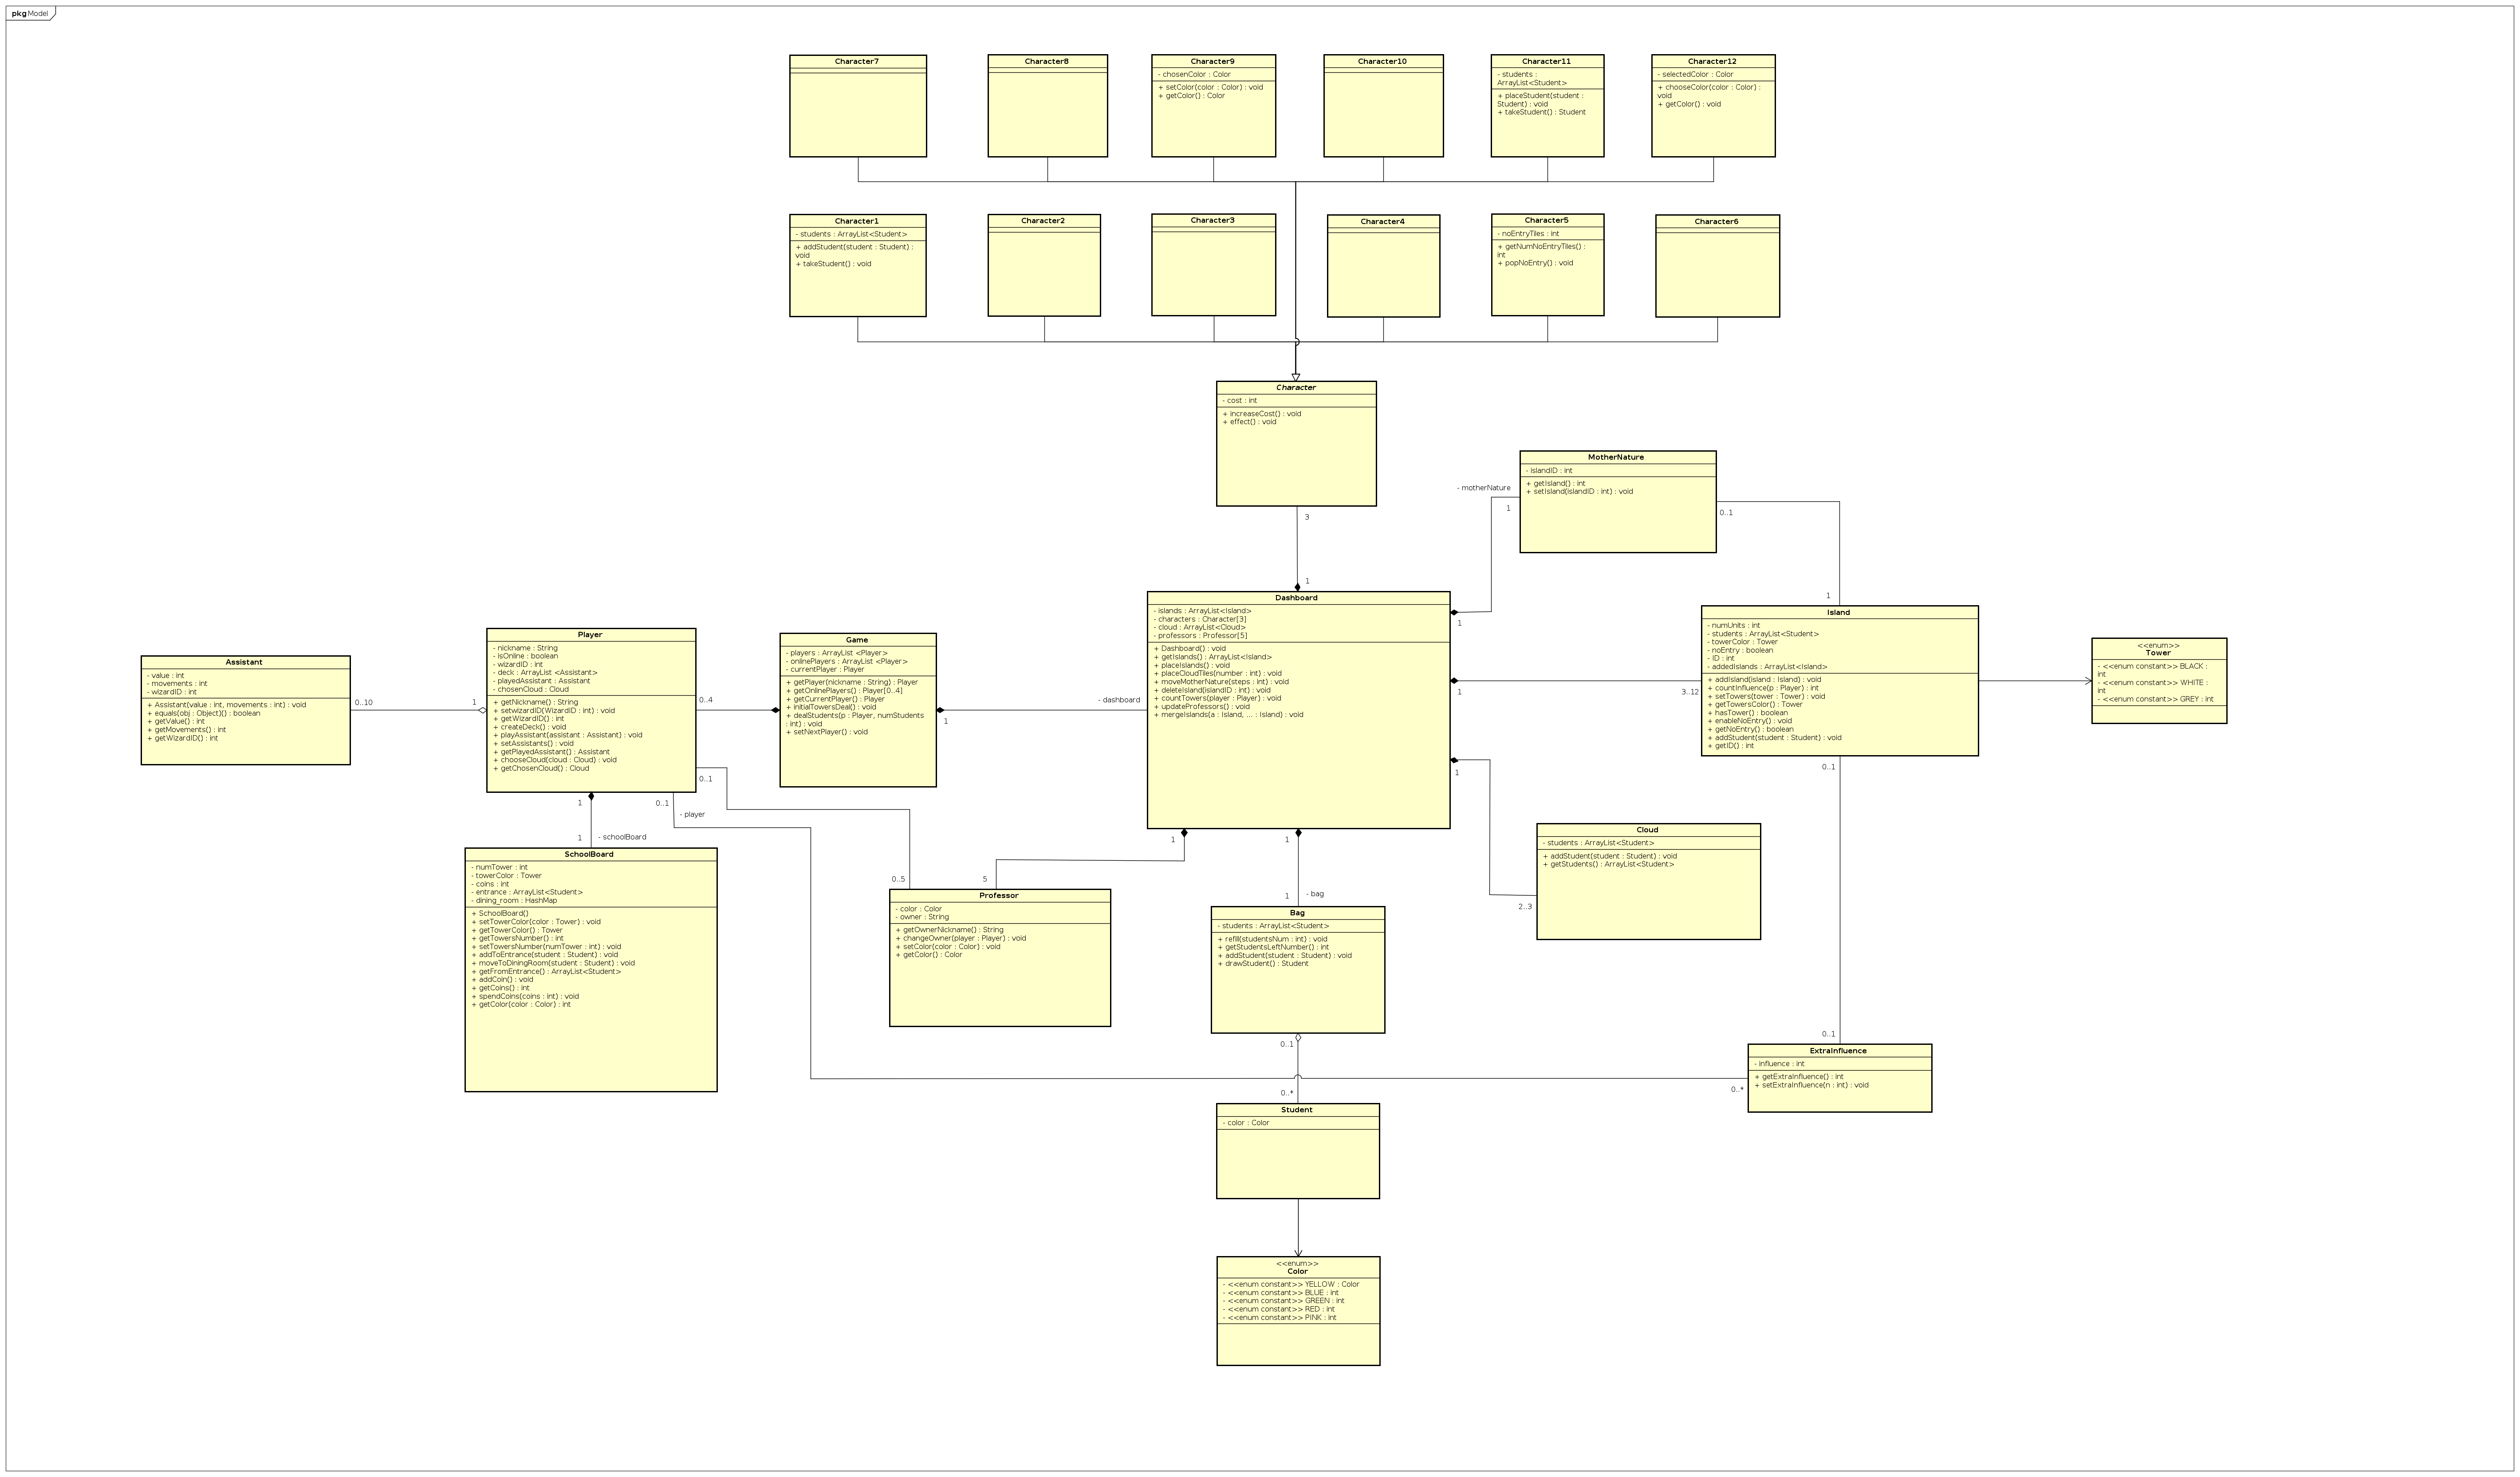 pkg Model
Character7
Character8
Character9
- chosenColor : Color
+ setColor(color : Color) : void
+ getColor() : Color
Character10
Character11
- students :
ArrayList<Student>
+ placeStudent(student :
Student) : void
+ takeStudent() : Student
Character12
- selectedColor : Color
+ chooseColor(color : Color) :
void
+ getColor() : void
Character1
- students : ArrayList<Student>
+ addStudent(student : Student) :
void
+ takeStudent() : void
Character2
Character3
Character4
Character5
- noEntryTiles : int
+ getNumNoEntryTiles() :
int
+ popNoEntry() : void
Character6
Character
- cost : int
+ increaseCost() : void
+ effect() : void
3
1
MotherNature
- islandID : int
+ getIsland() : int
+ setIsland(islandID : int) : void
- motherNature
1
0..1
1
Dashboard
- islands : ArrayList<Island>
- characters : Character[3]
- cloud : ArrayList<Cloud>
- professors : Professor[5]
+ Dashboard() : void
+ getIslands() : ArrayList<Island>
+ placeIslands() : void
+ placeCloudTiles(number : int) : void
+ moveMotherNature(steps : int) : void
+ deleteIsland(islandID : int) : void
+ countTowers(player : Player) : void
+ updateProfessors() : void
+ mergeIslands(a : Island, ... : Island) : void
1
1
3..12
1
Island
- numUnits : int
- students : ArrayList<Student>
- towerColor : Tower
- noEntry : boolean
- ID : int
- addedIslands : ArrayList<Island>
+ addIsland(island : Island) : void
+ countInfluence(p : Player) : int
+ setTowers(tower : Tower) : void
+ getTowersColor() : Tower
+ hasTower() : boolean
+ enableNoEntry() : void
+ getNoEntry() : boolean
+ addStudent(student : Student) : void
+ getID() : int
<<enum>>
Tower
- <<enum constant>> BLACK :
int
- <<enum constant>> WHITE :
int
- <<enum constant>> GREY : int
Assistant
- value : int
- movements : int
- wizardID : int
+ Assistant(value : int, movements : int) : void
+ equals(obj : Object)() : boolean
+ getValue() : int
+ getMovements() : int
+ getWizardID() : int
0..10
1
Player
- nickname : String
- isOnline : boolean
- wizardID : int
- deck : ArrayList <Assistant>
- playedAssistant : Assistant
- chosenCloud : Cloud
+ getNickname() : String
+ setwizardID(WizardID : int) : void
+ getWizardID() : int
+ createDeck() : void
+ playAssistant(assistant : Assistant) : void
+ setAssistants() : void
+ getPlayedAssistant() : Assistant
+ chooseCloud(cloud : Cloud) : void
+ getChosenCloud() : Cloud
0..4
Game
- players : ArrayList <Player>
- onlinePlayers : ArrayList <Player>
- currentPlayer : Player
+ getPlayer(nickname : String) : Player
+ getOnlinePlayers() : Player[0..4]
+ getCurrentPlayer() : Player
+ initialTowersDeal() : void
+ dealStudents(p : Player, numStudents
: int) : void
+ setNextPlayer() : void
1
- dashboard
0..1
0..1
- player
1
1
- schoolBoard
SchoolBoard
- numTower : int
- towerColor : Tower
- coins : int
- entrance : ArrayList<Student>
- dining_room : HashMap
+ SchoolBoard()
+ setTowerColor(color : Tower) : void
+ getTowerColor() : Tower
+ getTowersNumber() : int
+ setTowersNumber(numTower : int) : void
+ addToEntrance(student : Student) : void
+ moveToDiningRoom(student : Student) : void
+ getFromEntrance() : ArrayList<Student>
+ addCoin() : void
+ getCoins() : int
+ spendCoins(coins : int) : void
+ getColor(color : Color) : int
0..5
5
1
Professor
- color : Color
- owner : String
+ getOwnerNickname() : String
+ changeOwner(player : Player) : void
+ setColor(color : Color) : void
+ getColor() : Color
1
1
- bag
Bag
- students : ArrayList<Student>
+ refill(studentsNum : int) : void
+ getStudentsLeftNumber() : int
+ addStudent(student : Student) : void
+ drawStudent() : Student
Cloud
- students : ArrayList<Student>
+ addStudent(student : Student) : void
+ getStudents() : ArrayList<Student>
2..3
0..1
0..1
ExtraInfluence
- influence : int
+ getExtraInfluence() : int
+ setExtraInfluence(n : int) : void
0..*
0..1
0..*
Student
- color : Color
<<enum>>
Color
- <<enum constant>> YELLOW : Color
- <<enum constant>> BLUE : int
- <<enum constant>> GREEN : int
- <<enum constant>> RED : int
- <<enum constant>> PINK : int